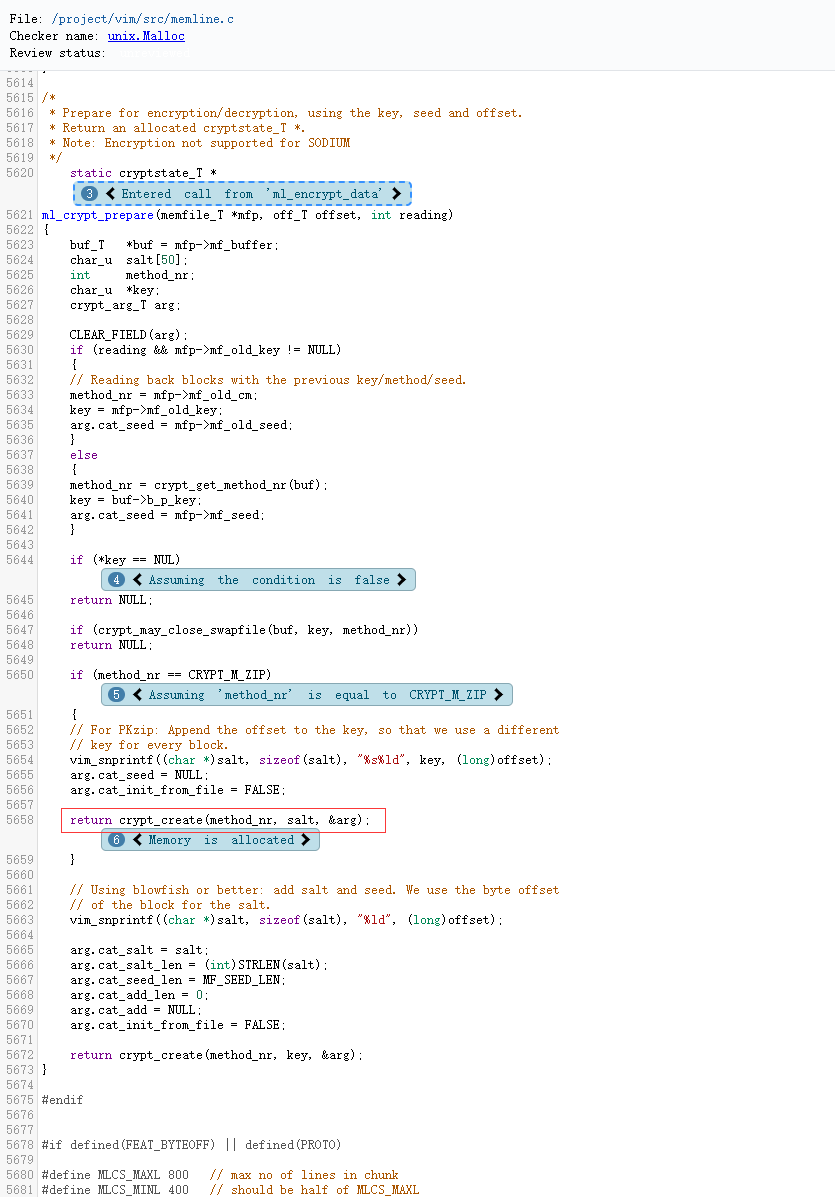 File: /project/vim/src/memline.c
Checker name: unix.Malloc
Review status:
5614
5615 /*
5616  * Prepare for encryption/decryption, using the key, seed and offset.
5617  * Return an allocated cryptstate_T *.
5618  * Note: Encryption not supported for SODIUM
5619  */
5620     static cryptstate_T *
3 Entered call from 'ml_encrypt_data'
5621 ml_crypt_prepare(memfile_T *mfp, off_T offset, int reading)
5622 {
5623     buf_T   *buf = mfp->mf_buffer;
5624     char_u  salt[50];
5625     int     method_nr;
5626     char_u  *key;
5627     crypt_arg_T arg;
5628
5629     CLEAR_FIELD(arg);
5630     if (reading && mfp->mf_old_key != NULL)
5631     {
5632     // Reading back blocks with the previous key/method/seed.
5633     method_nr = mfp->mf_old_cm;
5634     key = mfp->mf_old_key;
5635     arg.cat_seed = mfp->mf_old_seed;
5636     }
5637     else
5638     {
5639     method_nr = crypt_get_method_nr(buf);
5640     key = buf->b_p_key;
5641     arg.cat_seed = mfp->mf_seed;
5642     }
5643
5644     if (*key == NUL)
4 Assuming the condition is false
5645     return NULL;
5646
5647     if (crypt_may_close_swapfile(buf, key, method_nr))
5648     return NULL;
5649
5650     if (method_nr == CRYPT_M_ZIP)
5 Assuming 'method_nr' is equal to CRYPT_M_ZIP
5651     {
5652     // For PKzip: Append the offset to the key, so that we use a different
5653     // key for every block.
5654     vim_snprintf((char *)salt, sizeof(salt), "%s%ld", key, (long)offset);
5655     arg.cat_seed = NULL;
5656     arg.cat_init_from_file = FALSE;
5657
5658     return crypt_create(method_nr, salt, &arg);
6 Memory is allocated
5659     }
5660
5661     // Using blowfish or better: add salt and seed. We use the byte offset
5662     // of the block for the salt.
5663     vim_snprintf((char *)salt, sizeof(salt), "%ld", (long)offset);
5664
5665     arg.cat_salt = salt;
5666     arg.cat_salt_len = (int)STRLEN(salt);
5667     arg.cat_seed_len = MF_SEED_LEN;
5668     arg.cat_add_len = 0;
5669     arg.cat_add = NULL;
5670     arg.cat_init_from_file = FALSE;
5671
5672     return crypt_create(method_nr, key, &arg);
5673 }
5674
5675 #endif
5676
5677
5678 #if defined(FEAT_BYTEOFF) || defined(PROTO)
5679
5680 #define MLCS_MAXL 800   // max no of lines in chunk
5681 #define MLCS_MINL 400   // should be half of MLCS_MAXL